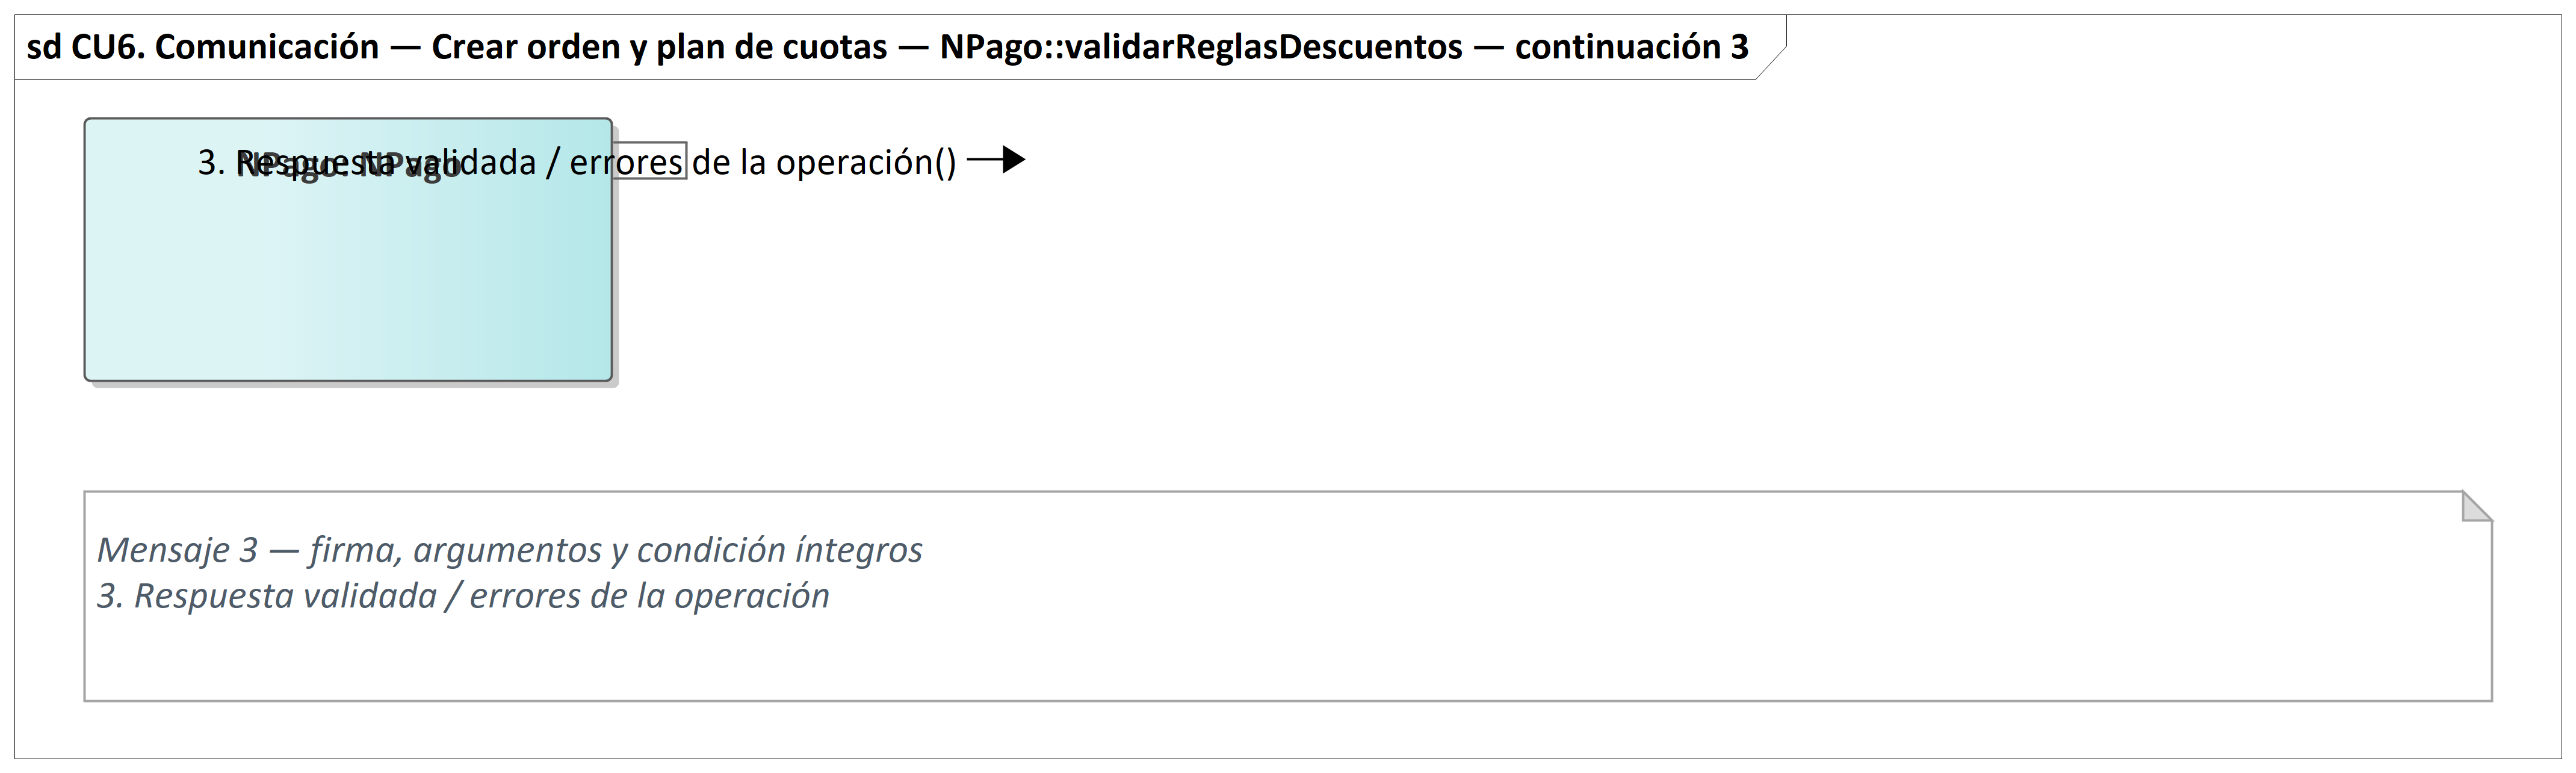 sd CU6. Comunicación — Crear orden y plan de cuotas — NPago::validarReglasDescuentos — continuación 3
NPago: NPago
3. Respuesta validada / errores de la operación()
Mensaje 3 — firma, argumentos y condición íntegros
3. Respuesta validada / errores de la operación